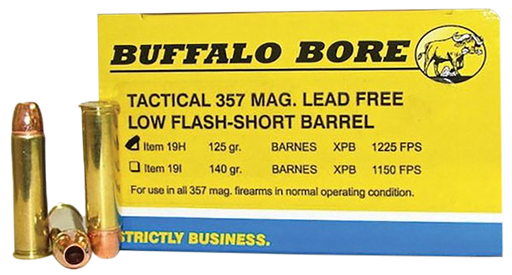 BUFFALO BORE
TACTICAL 357 MAG. LEAD FREE
LOW FLASH-SHORT BARREL
Item 19H 125 gr. BARNES XPB 1225 FPS
Item 19I 140 gr. BARNES XPB 1150 FPS
For use in all 357 mag. firearms in normal operating condition.
STRICTLY BUSINESS.